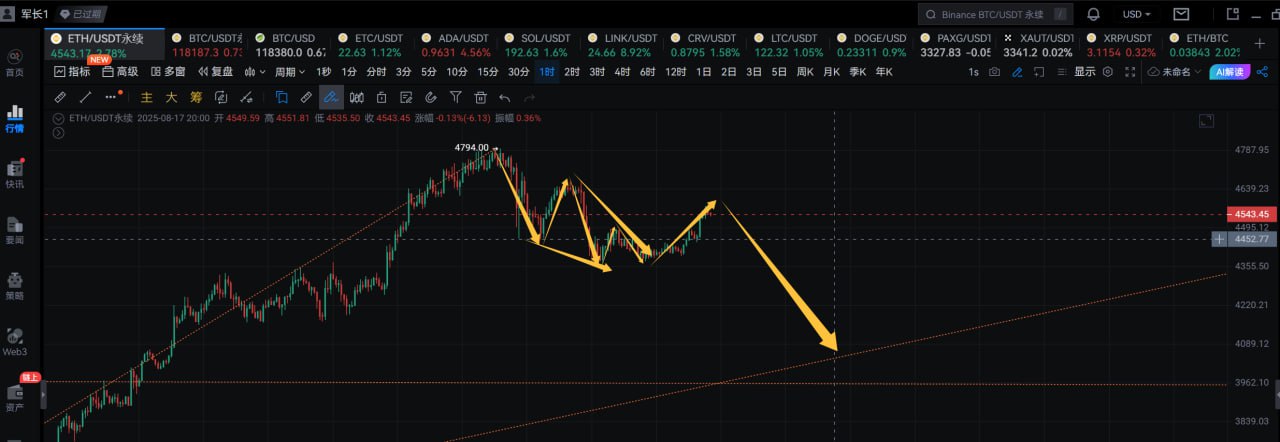 军长1 已过期 Binance BTC/USDT 永续 / USD
ETH/USDT永续 BTC/USDT永 BTC/USD ETC/USDT ADA/USDT SOL/USDT LINK/USDT CRV/USDT LTC/USDT DOGE/USD PAXG/USDT XAUT/USDT XRP/USDT ETH/BTC
4543.17 2.78% 118187.3 0.73 118380.0 0.67 22.63 1.12% 0.9631 4.56% 192.63 1.6% 24.66 8.92% 0.8795 1.58% 122.32 1.05% 0.23311 0.9% 3327.83 -0.05 3341.2 0.02% 3.1154 0.32% 0.03843 2.02%
NEW
指标 高级 多窗 复盘 周期 1秒 1分 分时 3分 5分 10分 15分 30分 1时 2时 3时 4时 6时 12时 1日 2日 3日 5日 周K 月K 季K 年K 1s 显示 未命名 AI解读
主 大 筹
ETH/USDT永续 2025-08-17 20:00 开 4549.59 高 4551.81 低 4535.50 收 4543.45 涨幅 -0.13%(-6.13) 振幅 0.36%
首页
行情
快讯
要闻
策略
Web3
链上
资产
4794.00
4787.95
4639.23
4543.45
4495.12
4452.77
4355.50
4220.21
4089.12
3962.10
3839.03